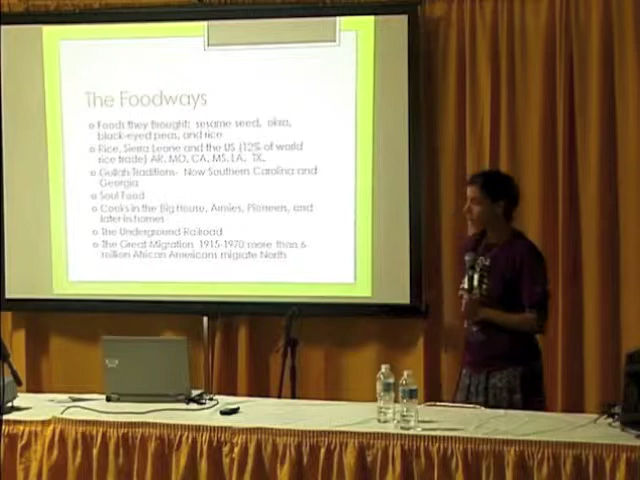 The Foodways
Foods they Brought: sesame seed, okra,
black-eyed peas, and rice
Rice, Sierra Leone and the US (12% of world
rice trade) AR, MO, CA, MS, LA, TX,
Gullah Traditions- Now Southern Carolina and
Georgia
Soul Food
Cooks in the Big House, Armies, Pioneers, and
later in homes
The Underground Railroad
The Great Migration 1915-1970 more than 6
million African Americans migrate North